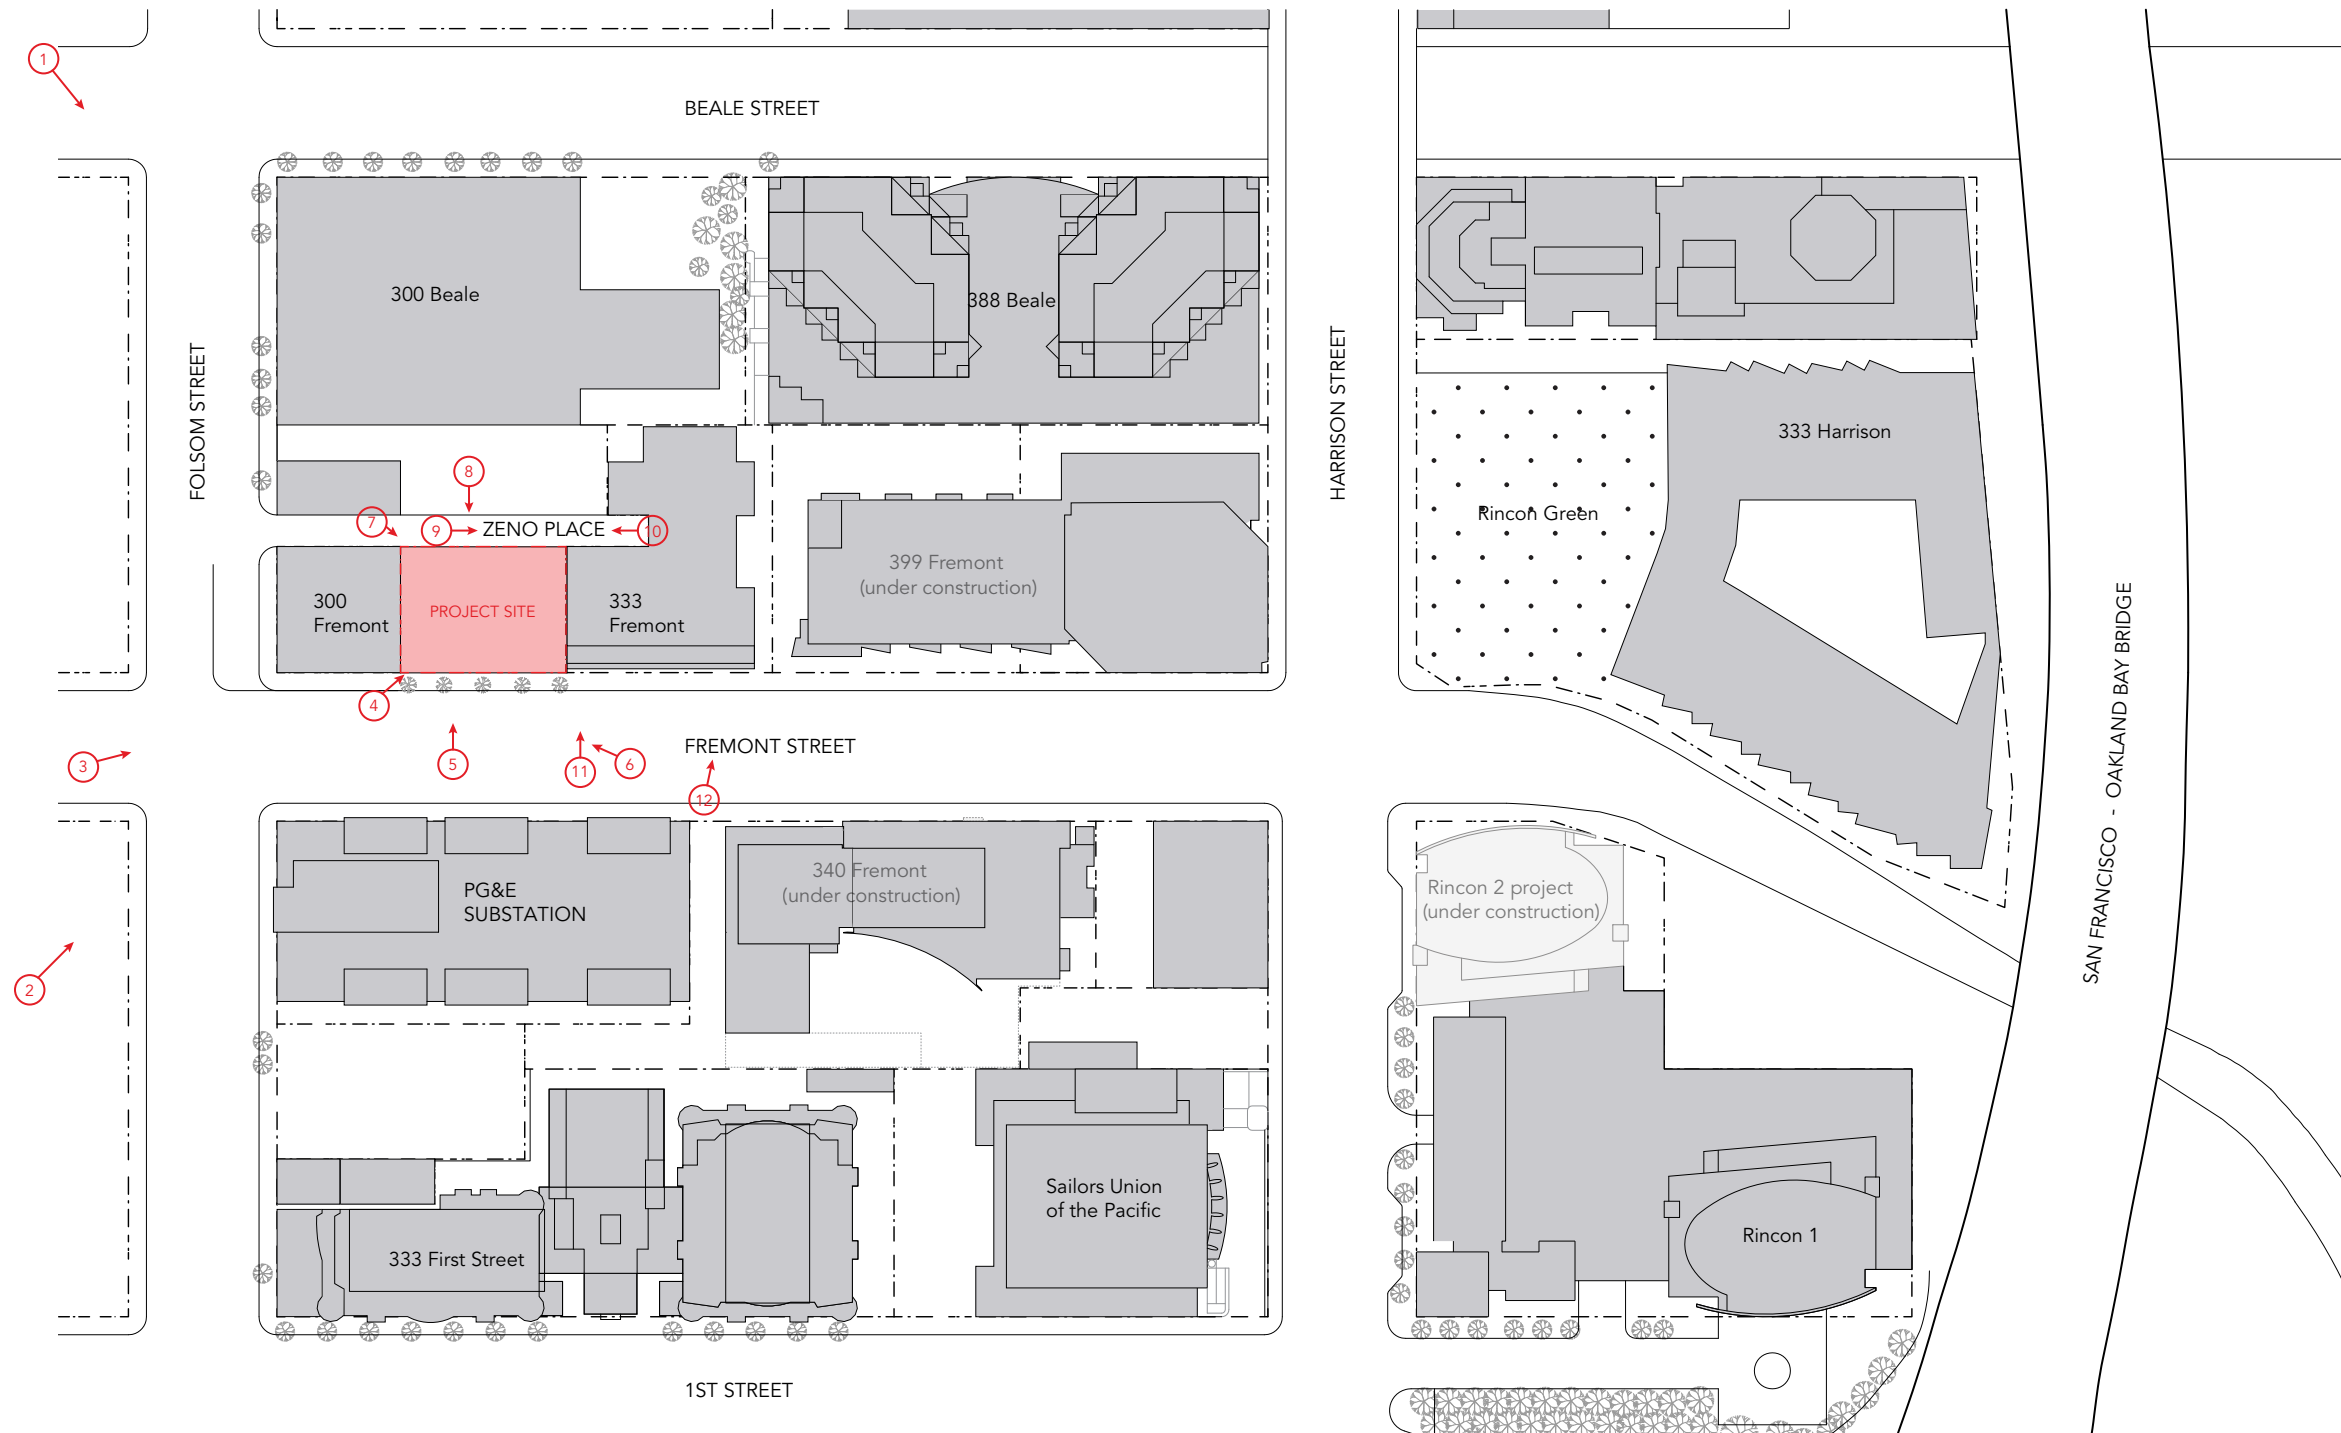 1
BEALE STREET
300 Beale
388 Beale
FOLSOM STREET
HARRISON STREET
333 Harrison
8
7
9
ZENO PLACE
10
Rincon Green
399 Fremont
(under construction)
300
Fremont
PROJECT SITE
333
Fremont
SAN FRANCISCO - OAKLAND BAY BRIDGE
4
3
5
11
6
FREMONT STREET
12
PG&E
SUBSTATION
340 Fremont
(under construction)
Rincon 2 project
(under construction)
2
Sailors Union
of the Pacific
333 First Street
Rincon 1
1ST STREET